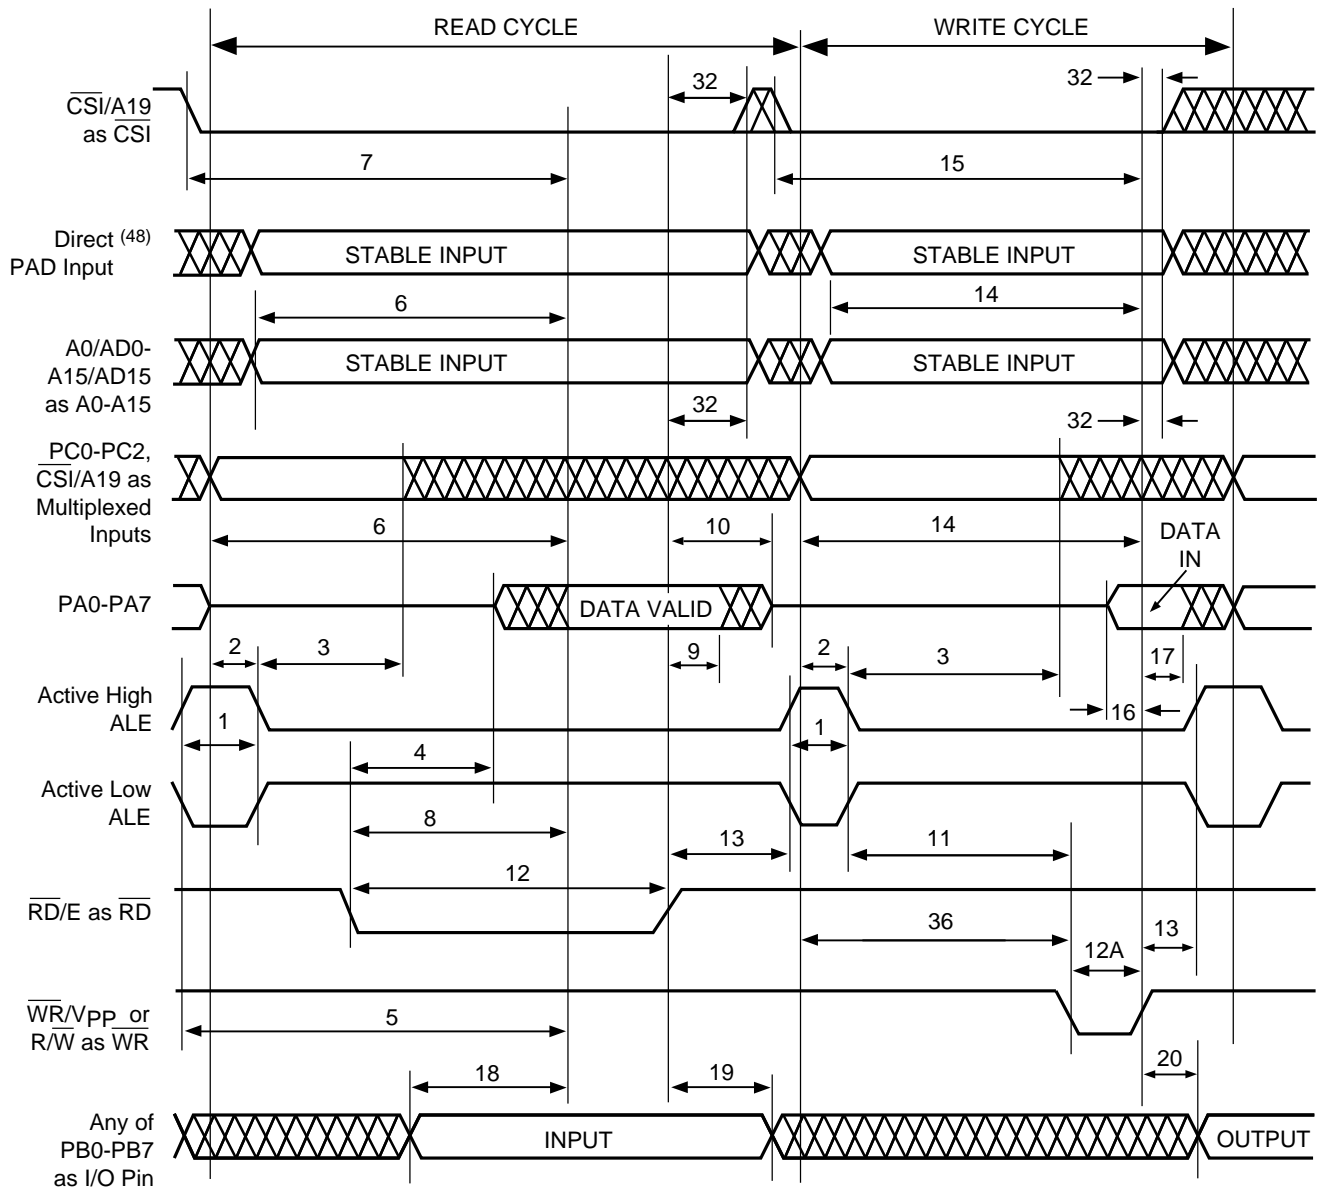 READ CYCLE
WRITE CYCLE
32
32
CSI/A19
as CSI
7
15
Direct (48)
PAD Input
STABLE INPUT
STABLE INPUT
6
14
A0/AD0-
A15/AD15
as A0-A15
STABLE INPUT
STABLE INPUT
32
32
PC0-PC2,
CSI/A19 as
Multiplexed
Inputs
6
10
14
DATA
IN
PA0-PA7
DATA VALID
2
3
9
2
3
17
Active High
ALE
1
1
16
4
Active Low
ALE
8
13
11
12
RD/E as RD
36
12A
13
WR/VPP or
R/W as WR
5
18
19
20
Any of
PB0-PB7
as I/O Pin
INPUT
OUTPUT